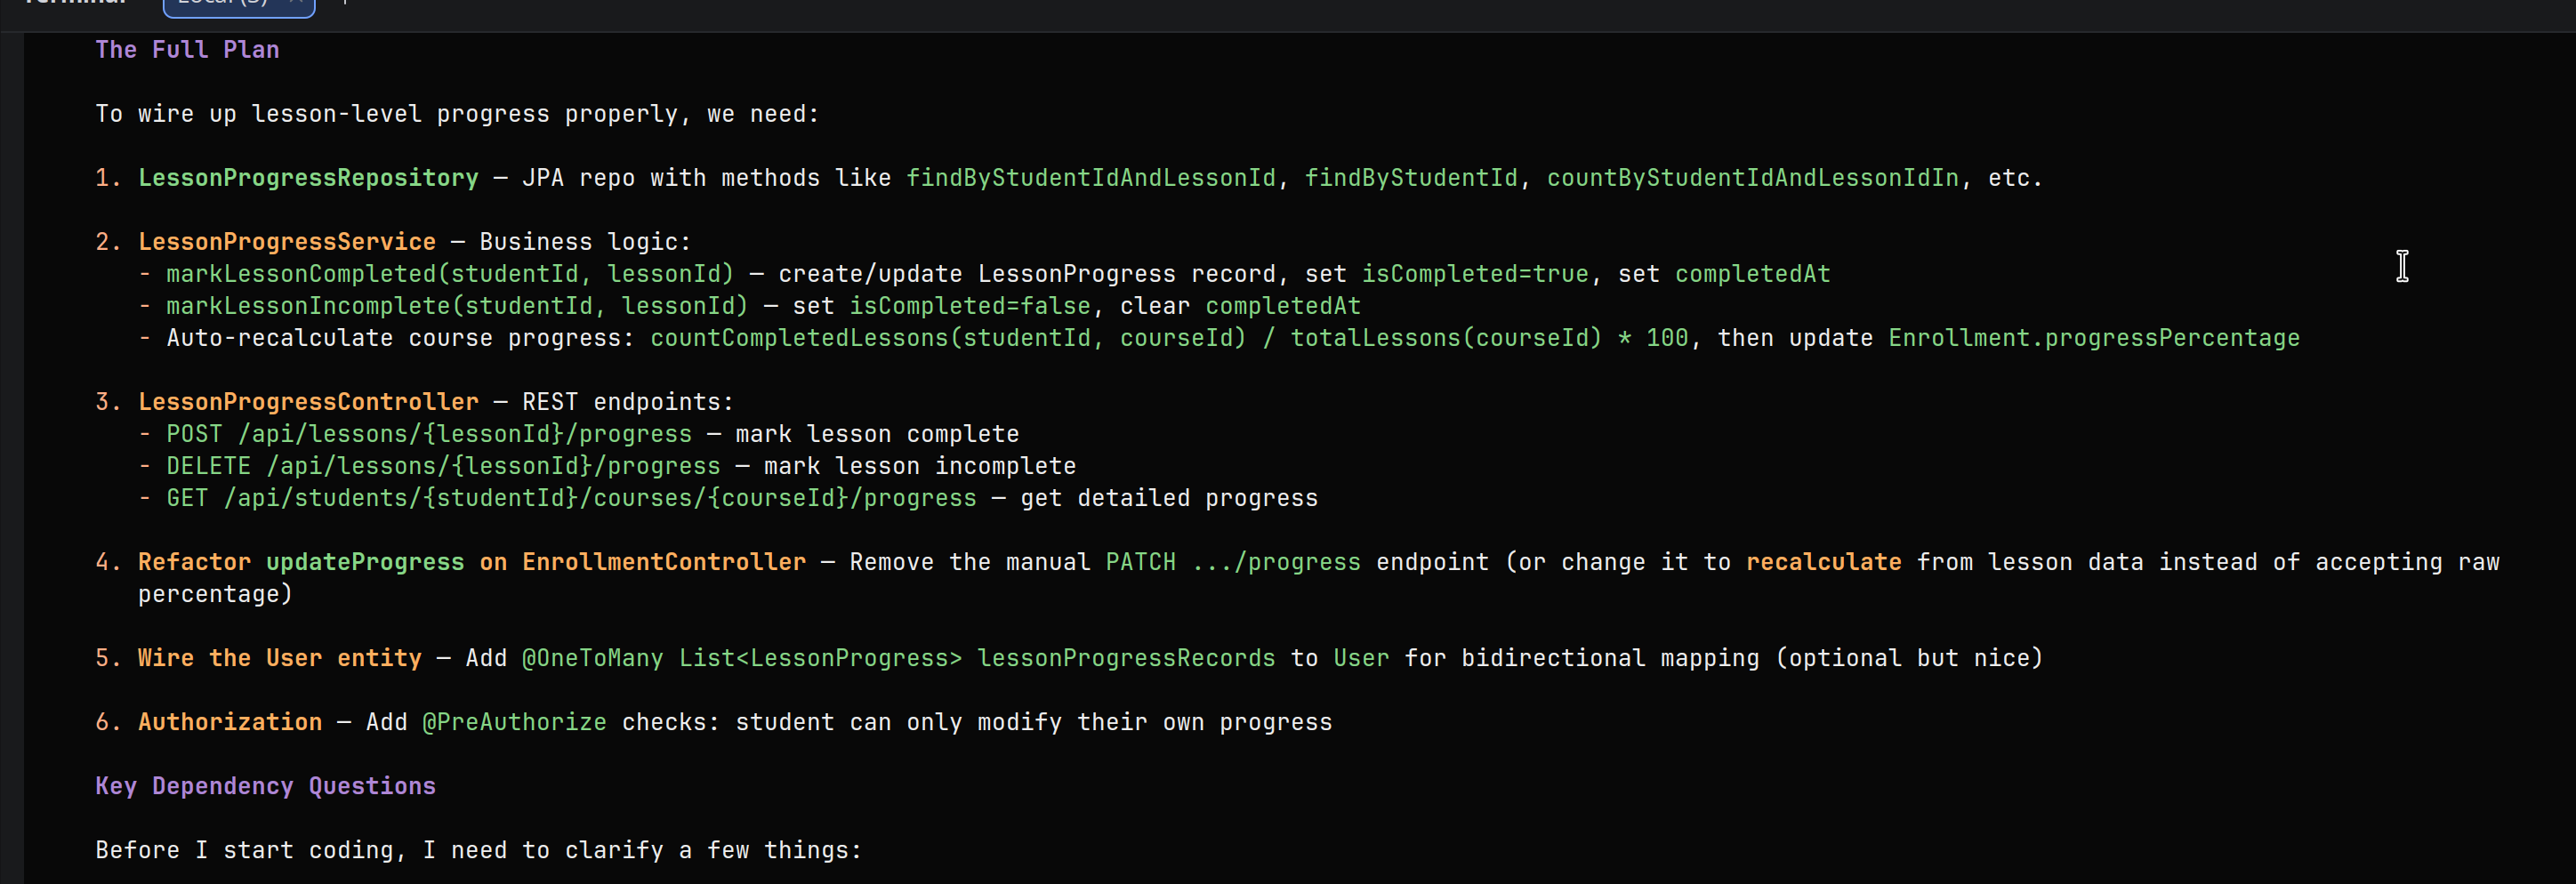 Terminal Local (3) × +
The Full Plan
To wire up lesson-level progress properly, we need:
1. LessonProgressRepository — JPA repo with methods like findByStudentIdAndLessonId, findByStudentId, countByStudentIdAndLessonIdIn, etc.
2. LessonProgressService — Business logic:
- markLessonCompleted(studentId, lessonId) — create/update LessonProgress record, set isCompleted=true, set completedAt
- markLessonIncomplete(studentId, lessonId) — set isCompleted=false, clear completedAt
- Auto-recalculate course progress: countCompletedLessons(studentId, courseId) / totalLessons(courseId) * 100, then update Enrollment.progressPercentage
3. LessonProgressController — REST endpoints:
- POST /api/lessons/{lessonId}/progress — mark lesson complete
- DELETE /api/lessons/{lessonId}/progress — mark lesson incomplete
- GET /api/students/{studentId}/courses/{courseId}/progress — get detailed progress
4. Refactor updateProgress on EnrollmentController — Remove the manual PATCH .../progress endpoint (or change it to recalculate from lesson data instead of accepting raw
percentage)
5. Wire the User entity — Add @OneToMany List<LessonProgress> lessonProgressRecords to User for bidirectional mapping (optional but nice)
6. Authorization — Add @PreAuthorize checks: student can only modify their own progress
Key Dependency Questions
Before I start coding, I need to clarify a few things: